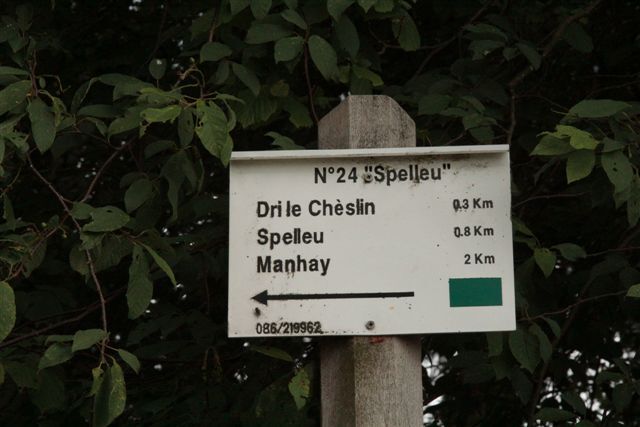 N°24 "Spelleu"
Dri le Chèslin 0.3 Km
Spelleu 0.8 Km
Manhay 2 Km
086/219962